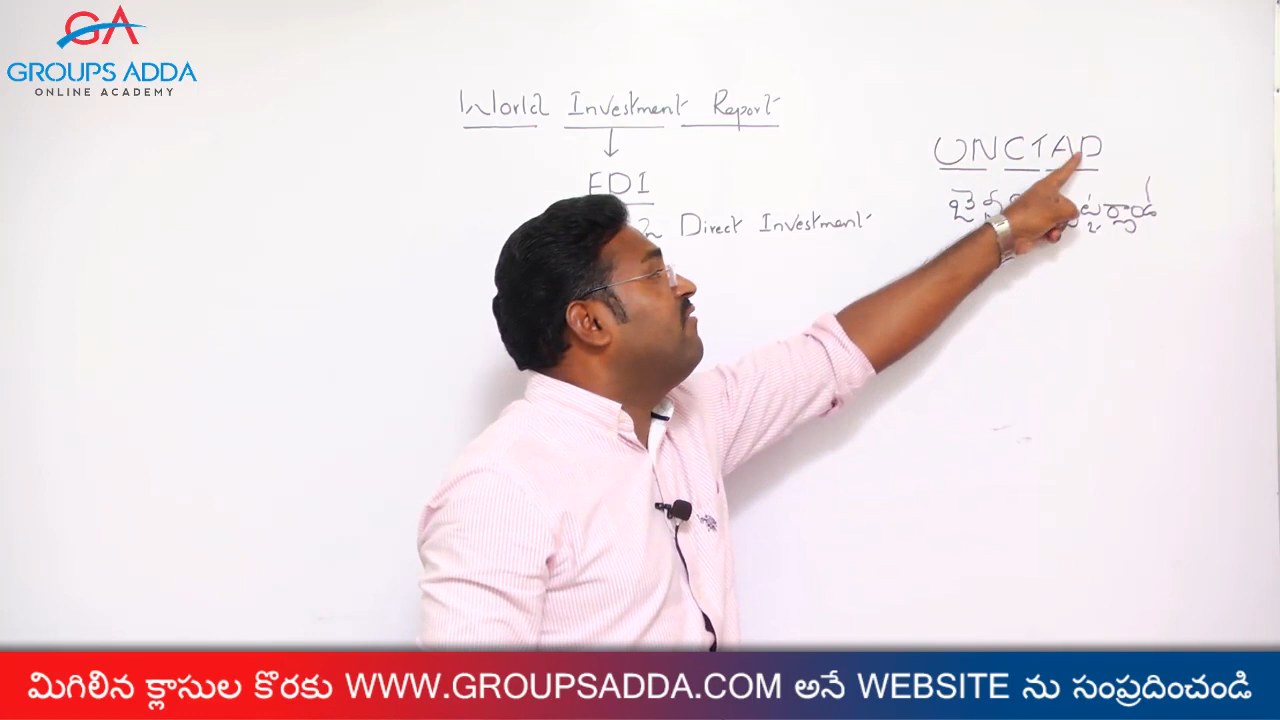 GA
GROUPS ADDA
ONLINE ACADEMY
World Investment Report
FDI
Direct Investment
UNCTAD
మిగిలిన క్లాసుల కొరకు WWW.GROUPSADDA.COM అనే WEBSITE ను సంప్రదించండి